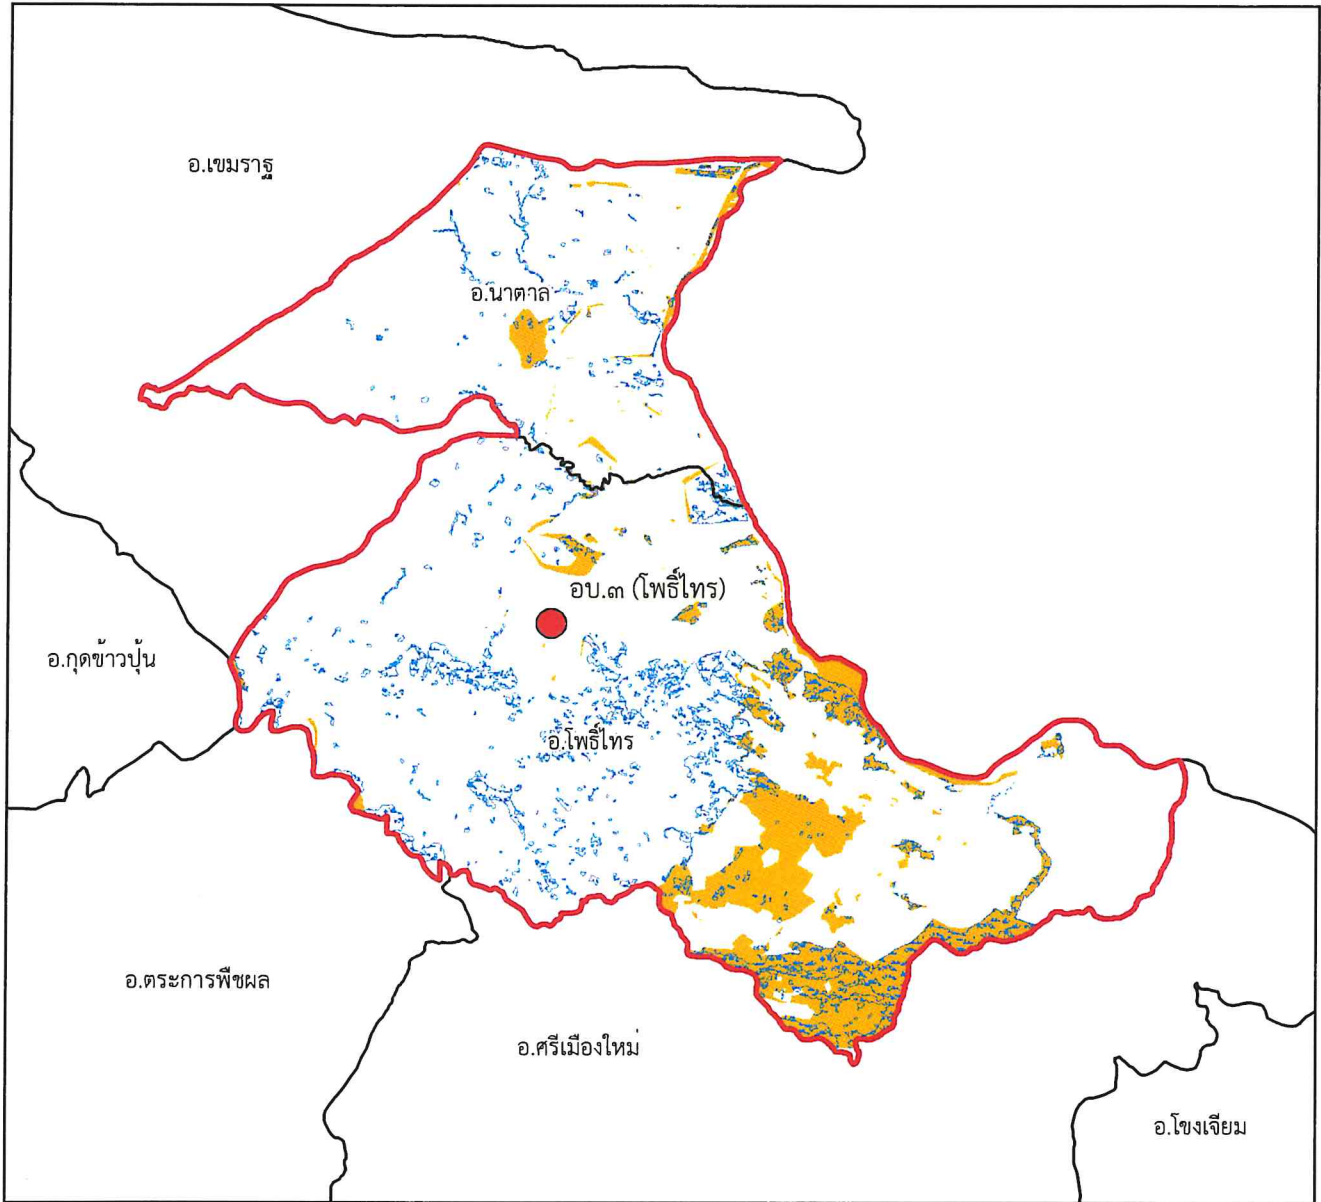 อ.เขมราฐ
อ.นาตาล
อบ.๓ (โพธิ์ไทร)
อ.กุดข้าวปุ้น
อ.โพธิ์ไทร
อ.ตระการพืชผล
อ.ศรีเมืองใหม่
อ.โขงเจียม